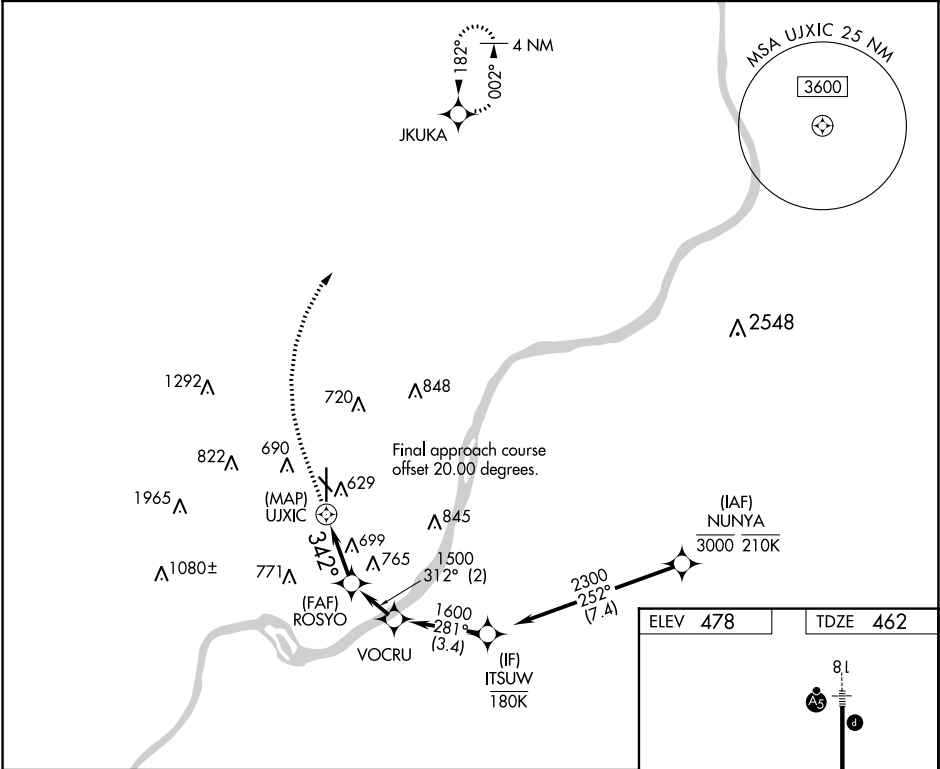 MSA UJXIC 25 NM
3600
4 NM
182°
002°
JKUKA
2548
1292
720
848
Final approach course
offset 20.00 degrees.
822
690
629
1965
(MAP)
UJXIC
342°
699
845
765
1080±
771
(FAF)
ROSYO
1500
312° (2)
VOCRU
1600
281°
(3.4)
(IF)
ITSUW
180K
2300
252°
(7.4)
(IAF)
NUNYA
3000 210K
ELEV 478
TDZE 462
18
A5
P